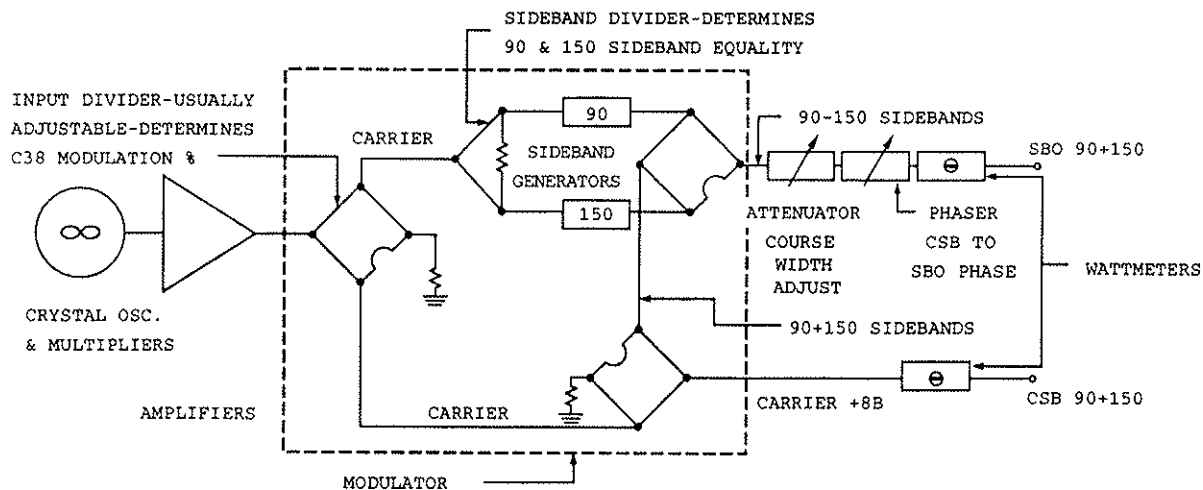 SIDEBAND DIVIDER-DETERMINES
90 & 150 SIDEBAND EQUALITY
INPUT DIVIDER-USUALLY
ADJUSTABLE-DETERMINES
C38 MODULATION %
CARRIER
90
SIDEBAND
GENERATORS
150
90-150 SIDEBANDS
SBO 90+150
ATTENUATOR
COURSE
WIDTH
ADJUST
PHASER
CSB TO
SBO PHASE
WATTMETERS
CRYSTAL OSC.
& MULTIPLIERS
90+150 SIDEBANDS
AMPLIFIERS
CARRIER
CARRIER +8B
CSB 90+150
MODULATOR